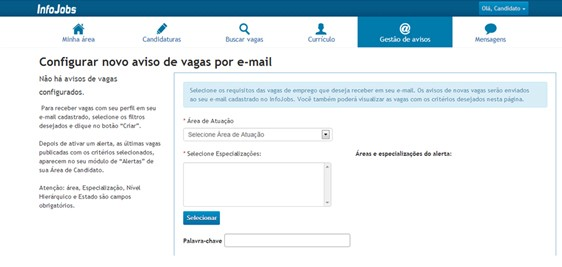 InfoJobs
Olá, Candidato
Minha área
Candidaturas
Buscar vagas
Currículo
Gestão de avisos
Mensagens
Configurar novo aviso de vagas por e-mail
Não há avisos de vagas
configurados.
Para receber vagas com seu perfil em seu
e-mail cadastrado, selecione os filtros
desejados e clique no botão "Criar".
Depois de ativar um alerta, as últimas vagas
publicadas com os critérios selecionados,
aparecem no seu módulo de "Alertas" de
sua Área de Candidato.
Atenção: área, Especialização, Nível
Hierárquico e Estado são campos
obrigatórios.
Selecione os requisitos das vagas de emprego que deseja receber em seu e-mail. Os avisos de novas vagas serão enviados
ao seu e-mail cadastrado no InfoJobs. Você também poderá visualizar as vagas com os critérios desejados nesta página.
* Área de Atuação
Selecione Área de Atuação
* Selecione Especializações:
Áreas e especializações do alerta:
Selecionar
Palavra-chave